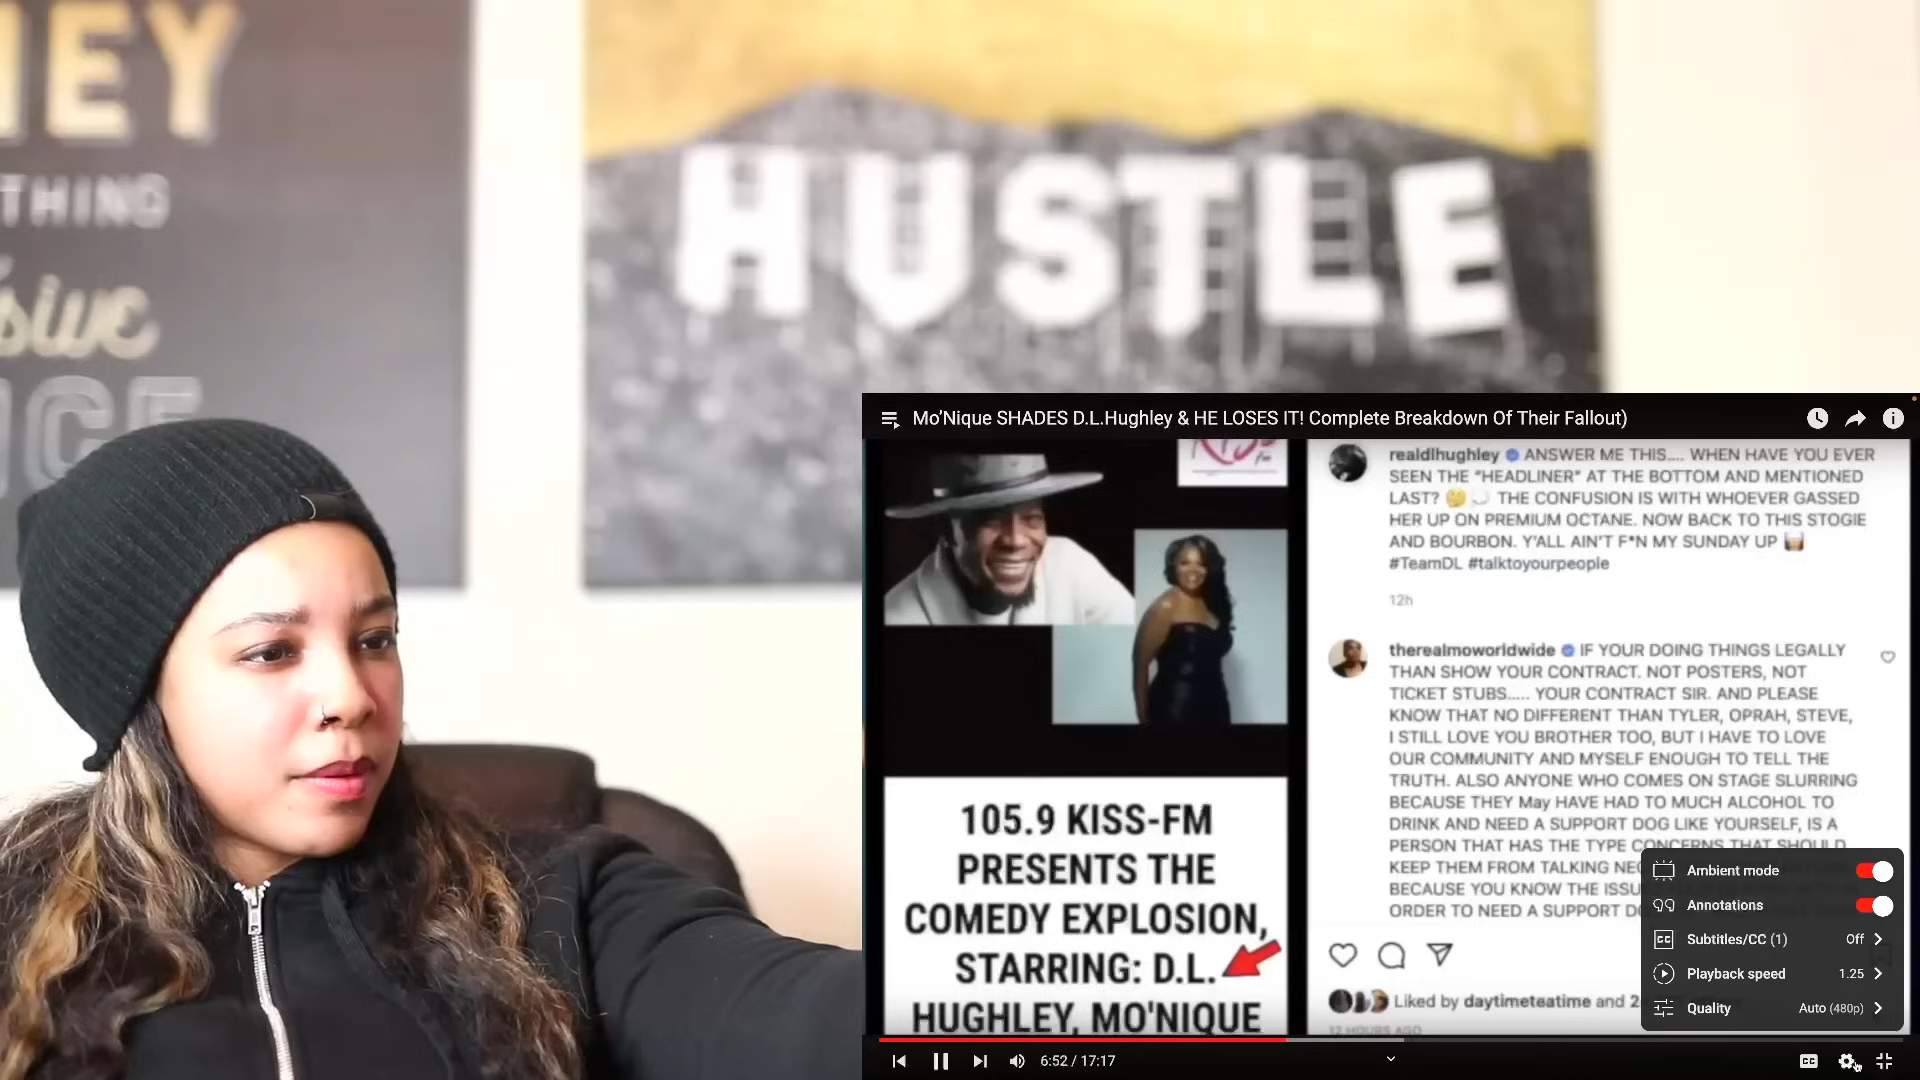 EY
THING
sive
HUSTLE
Mo’Nique SHADES D.L.Hughley & HE LOSES IT! Complete Breakdown Of Their Fallout)
realdlhughley ANSWER ME THIS.... WHEN HAVE YOU EVER
SEEN THE “HEADLINER” AT THE BOTTOM AND MENTIONED
LAST? 🤔 💭 THE CONFUSION IS WITH WHOEVER GASSED
HER UP ON PREMIUM OCTANE. NOW BACK TO THIS STOGIE
AND BOURBON. Y’ALL AIN’T F*N MY SUNDAY UP 🥃
#TeamDL #talktoyourpeople
12h
therealmoworldwide IF YOUR DOING THINGS LEGALLY
THAN SHOW YOUR CONTRACT. NOT POSTERS, NOT
TICKET STUBS..... YOUR CONTRACT SIR. AND PLEASE
KNOW THAT NO DIFFERENT THAN TYLER, OPRAH, STEVE,
I STILL LOVE YOU BROTHER TOO, BUT I HAVE TO LOVE
OUR COMMUNITY AND MYSELF ENOUGH TO TELL THE
TRUTH. ALSO ANYONE WHO COMES ON STAGE SLURRING
BECAUSE THEY May HAVE HAD TO MUCH ALCOHOL TO
DRINK AND NEED A SUPPORT DOG LIKE YOURSELF, IS A
PERSON THAT HAS THE TYPE CONCERNS THAT SHOULD
KEEP THEM FROM TALKING
BECAUSE YOU KNOW THE
ORDER TO NEED A SUPPORT
Liked by daytimeteatime and
12 HOURS AGO
105.9 KISS-FM
PRESENTS THE
COMEDY EXPLOSION,
STARRING: D.L.
HUGHLEY, MO'NIQUE
Ambient mode
Annotations
Subtitles/CC (1) Off
Playback speed 1.25
Quality Auto (480p)
6:52 / 17:17
CC